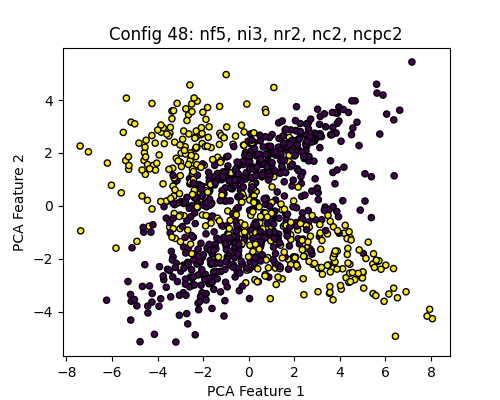 Config 48: nf5, ni3, nr2, nc2, ncpc2
PCA Feature 2
4
2
0
−2
−4
−8 −6 −4 −2 0 2 4 6 8
PCA Feature 1